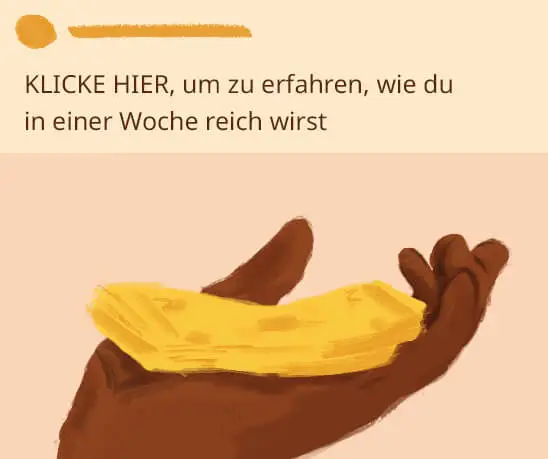 KLICKE HIER, um zu erfahren, wie du
in einer Woche reich wirst